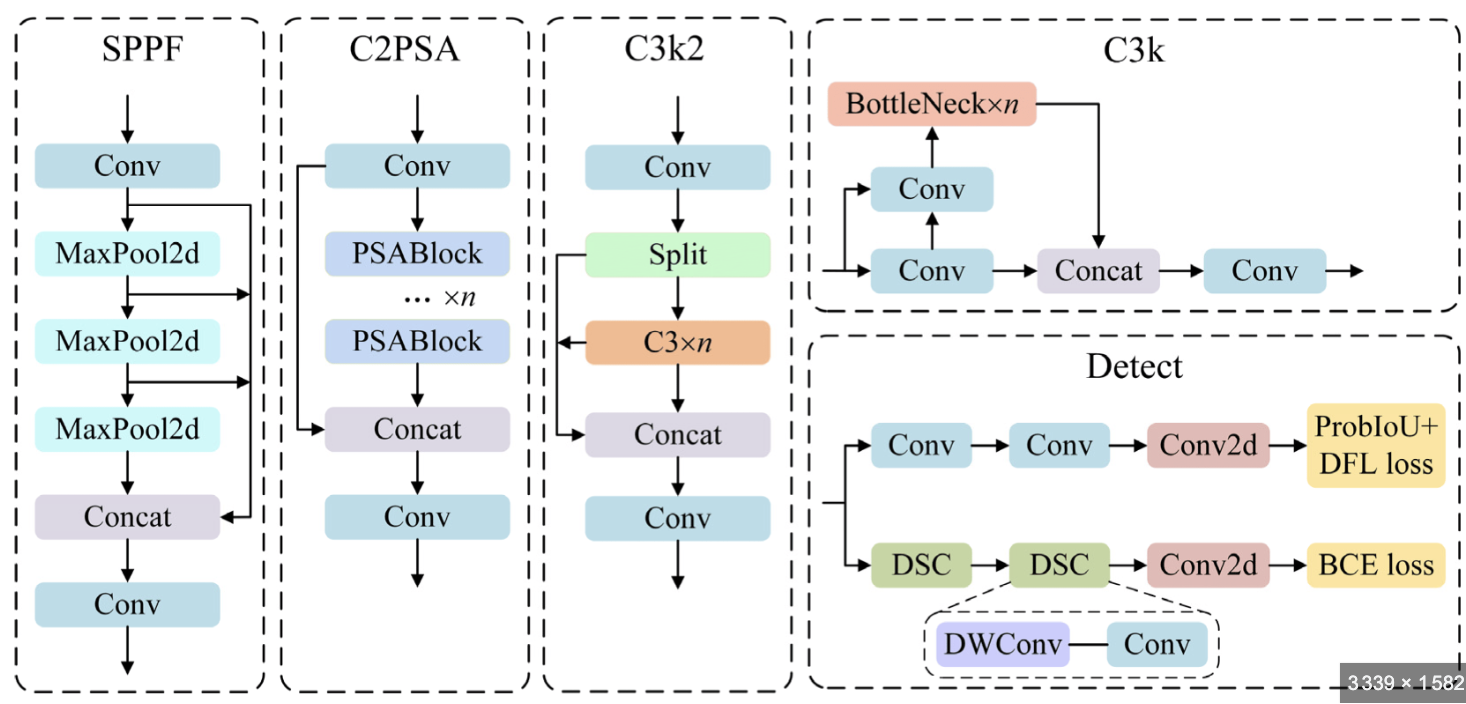 SPPF
Conv
MaxPool2d
MaxPool2d
MaxPool2d
Concat
Conv
C2PSA
Conv
PSABlock
... ×n
PSABlock
Concat
Conv
C3k2
Conv
Split
C3×n
Concat
Conv
C3k
BottleNeck×n
Conv
Conv
Concat
Conv
Detect
Conv
Conv
Conv2d
ProbIoU+
DFL loss
DSC
DSC
Conv2d
BCE loss
DWConv
Conv
3339 × 1582